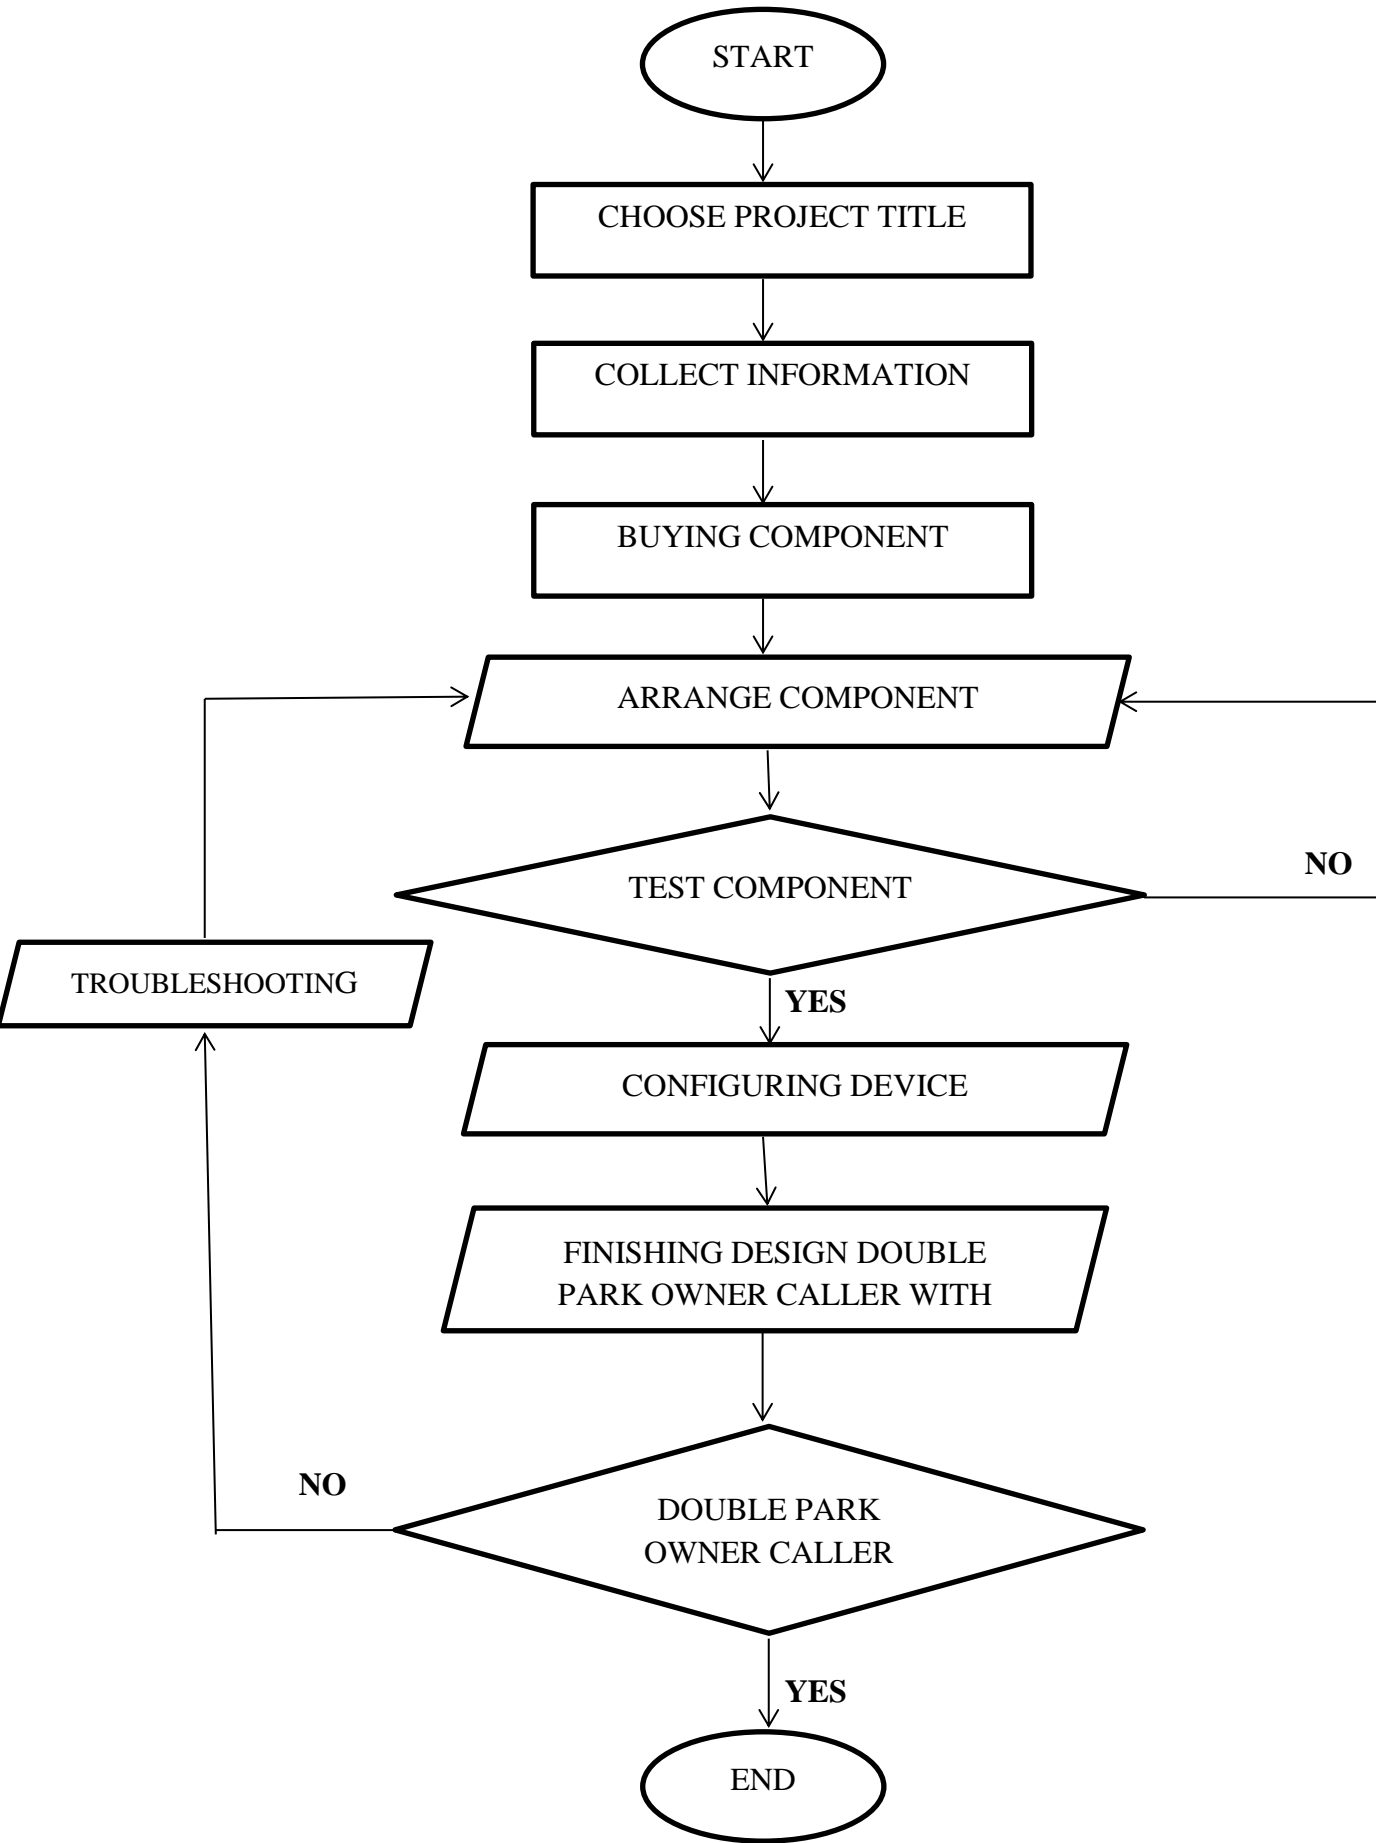 START
CHOOSE PROJECT TITLE
COLLECT INFORMATION
BUYING COMPONENT
ARRANGE COMPONENT
TEST COMPONENT
NO
TROUBLESHOOTING
YES
CONFIGURING DEVICE
FINISHING DESIGN DOUBLE
PARK OWNER CALLER WITH
NO
DOUBLE PARK
OWNER CALLER
YES
END